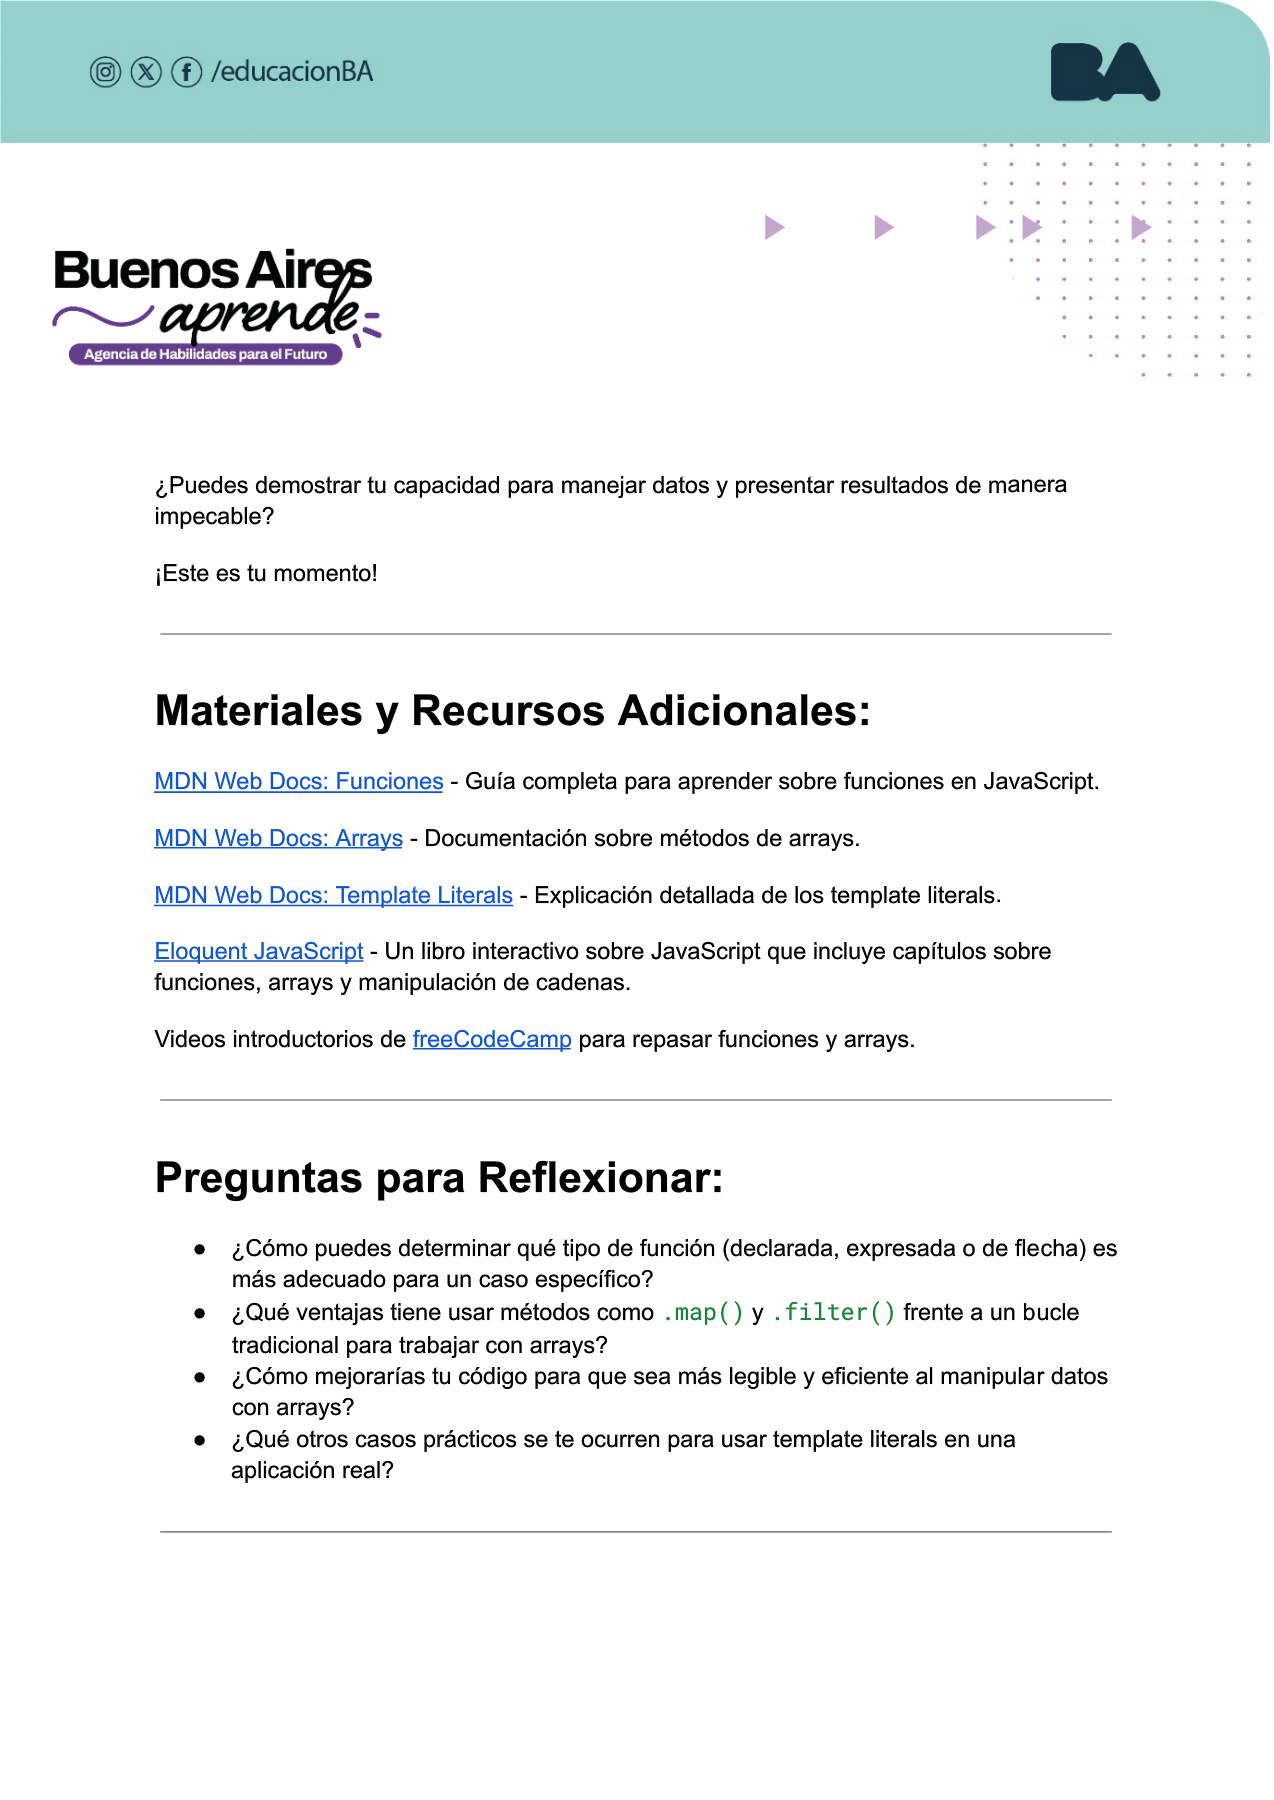 /educacionBA
BA
Buenos Aires
aprende
Agencia de Habilidades para el Futuro
¿Puedes demostrar tu capacidad para manejar datos y presentar resultados de manera
impecable?
¡Este es tu momento!
Materiales y Recursos Adicionales:
MDN Web Docs: Funciones - Guía completa para aprender sobre funciones en JavaScript.
MDN Web Docs: Arrays - Documentación sobre métodos de arrays.
MDN Web Docs: Template Literals - Explicación detallada de los template literals.
Eloquent JavaScript - Un libro interactivo sobre JavaScript que incluye capítulos sobre
funciones, arrays y manipulación de cadenas.
Videos introductorios de freeCodeCamp para repasar funciones y arrays.
Preguntas para Reflexionar:
● ¿Cómo puedes determinar qué tipo de función (declarada, expresada o de flecha) es
más adecuado para un caso específico?
● ¿Qué ventajas tiene usar métodos como .map() y .filter() frente a un bucle
tradicional para trabajar con arrays?
● ¿Cómo mejorarías tu código para que sea más legible y eficiente al manipular datos
con arrays?
● ¿Qué otros casos prácticos se te ocurren para usar template literals en una
aplicación real?